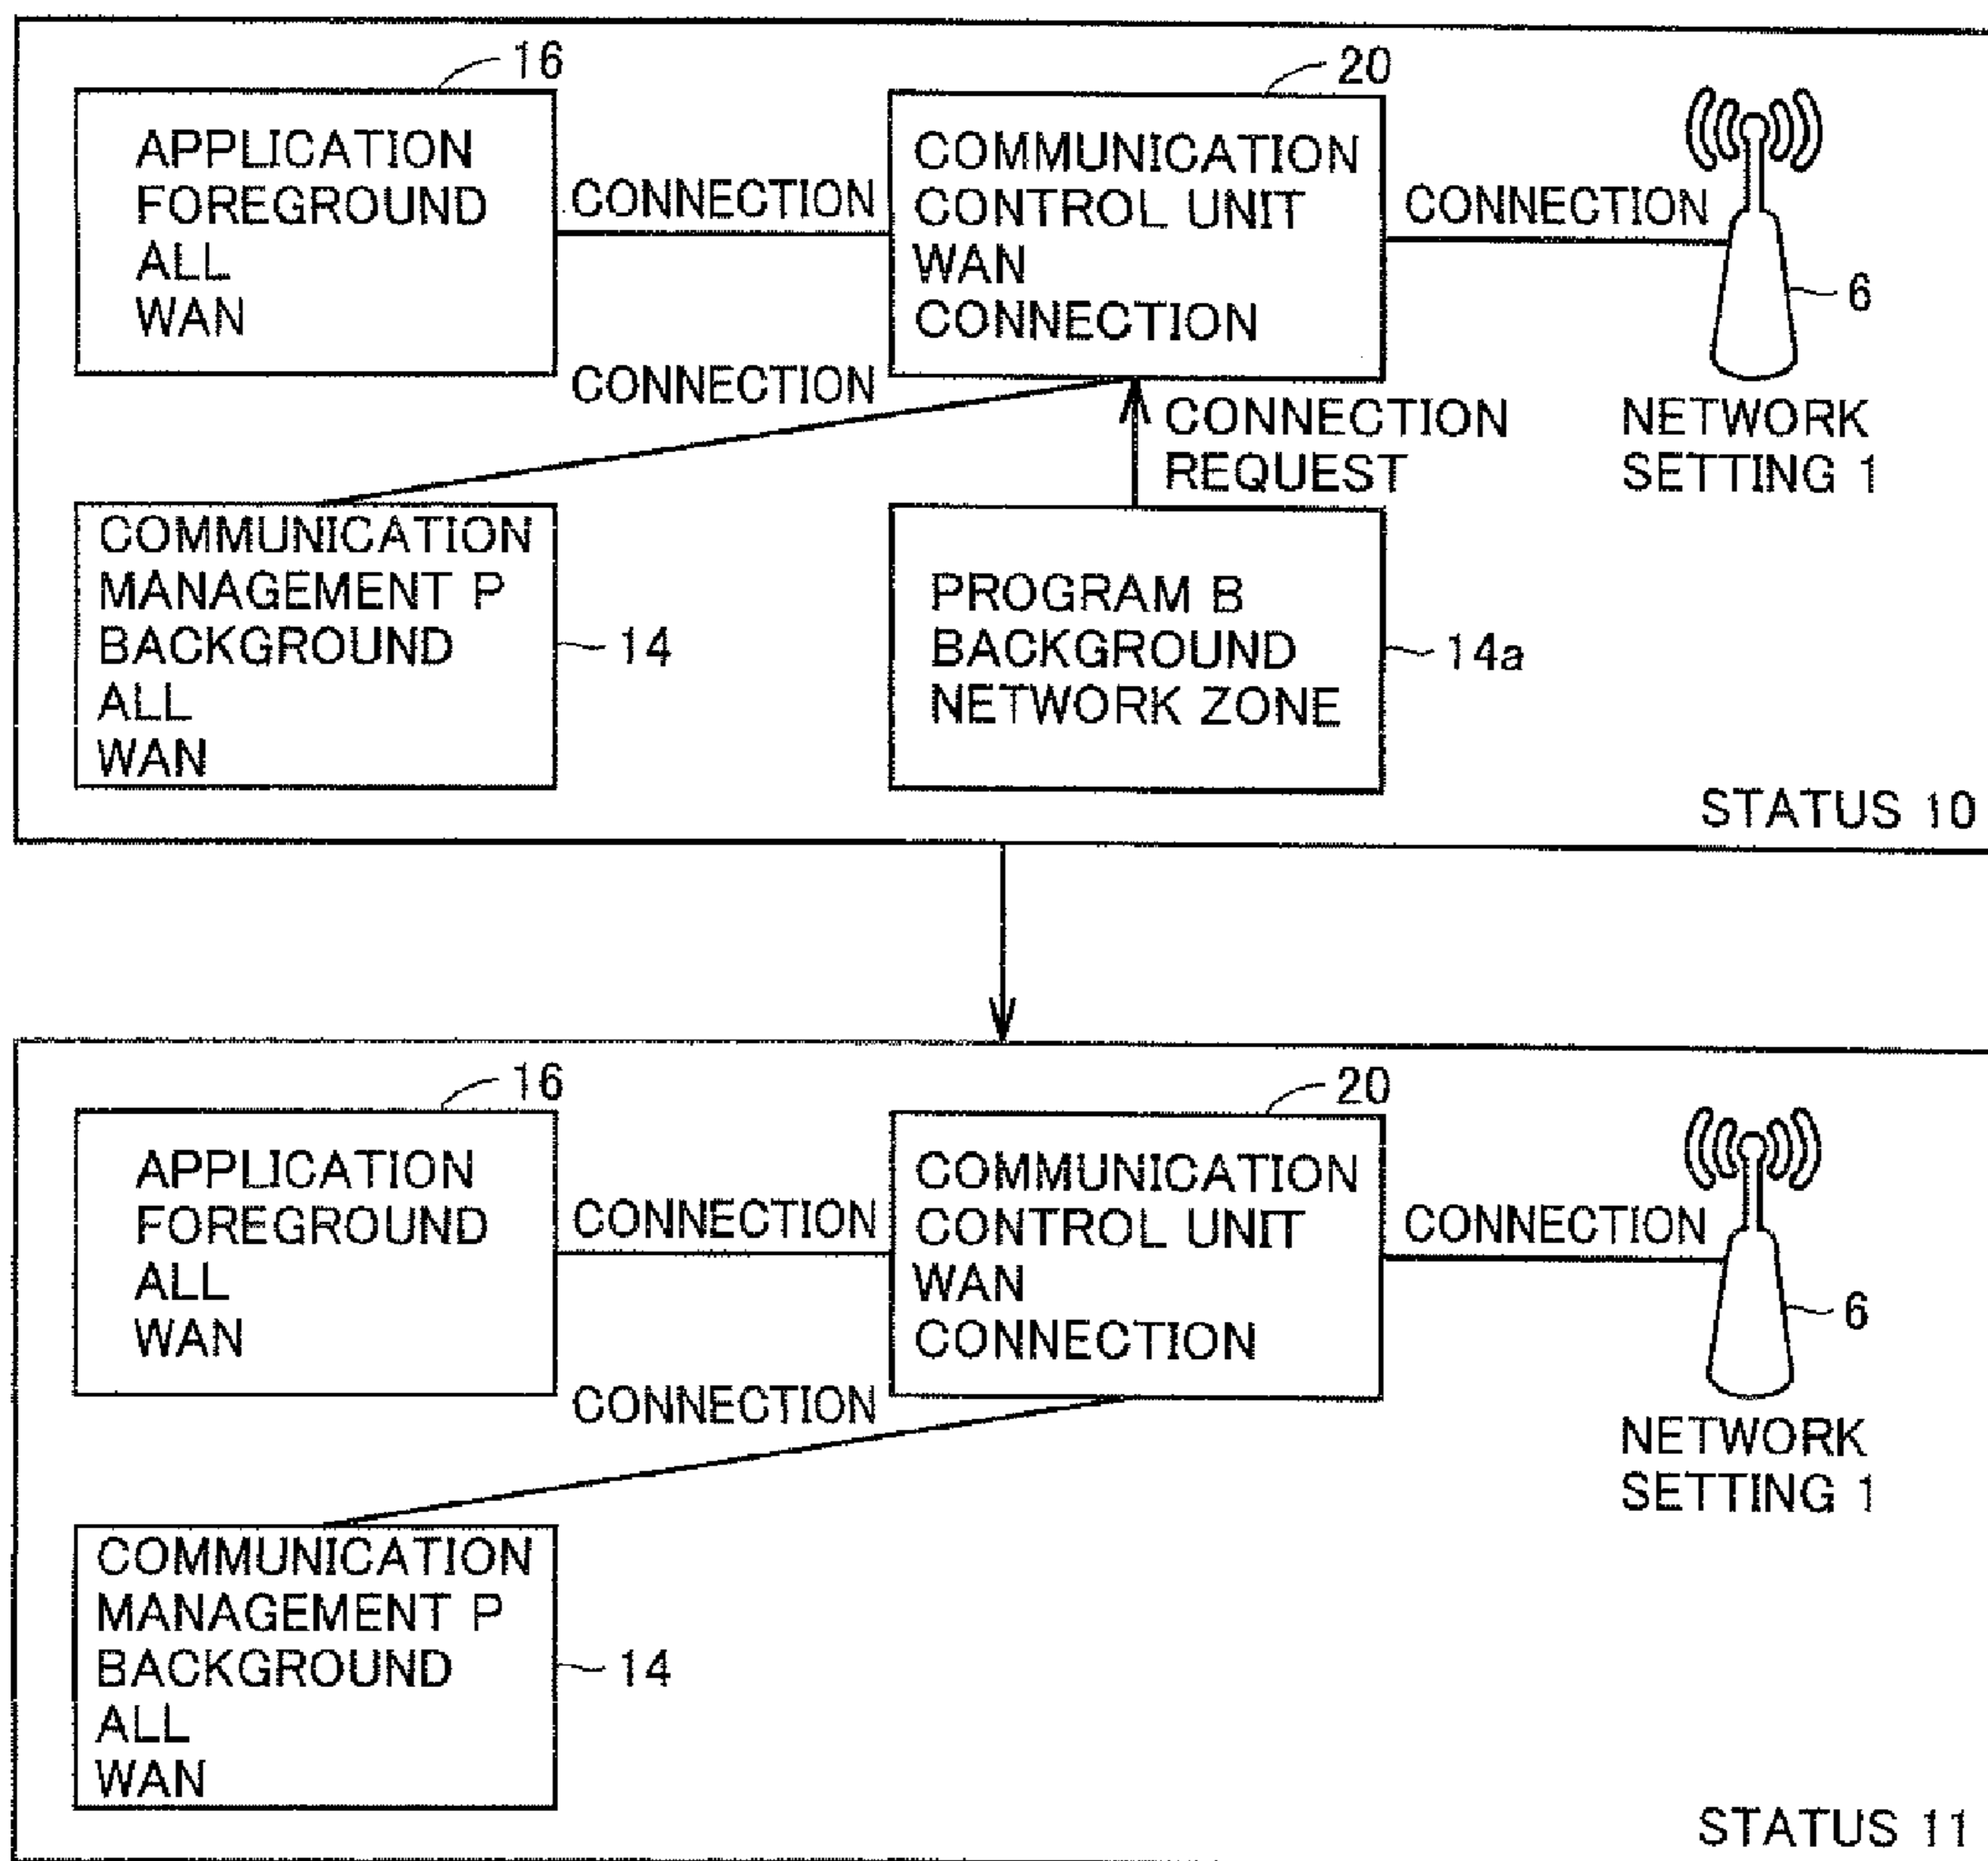 16
20
APPLICATION
FOREGROUND
ALL
WAN
CONNECTION
COMMUNICATION
CONTROL UNIT
WAN
CONNECTION
CONNECTION
6
NETWORK
SETTING 1
CONNECTION
CONNECTION
REQUEST
COMMUNICATION
MANAGEMENT P
BACKGROUND
ALL
WAN
14
PROGRAM B
BACKGROUND
NETWORK ZONE
14a
STATUS 10
16
20
APPLICATION
FOREGROUND
ALL
WAN
CONNECTION
COMMUNICATION
CONTROL UNIT
WAN
CONNECTION
CONNECTION
6
NETWORK
SETTING 1
CONNECTION
COMMUNICATION
MANAGEMENT P
BACKGROUND
ALL
WAN
14
STATUS 11